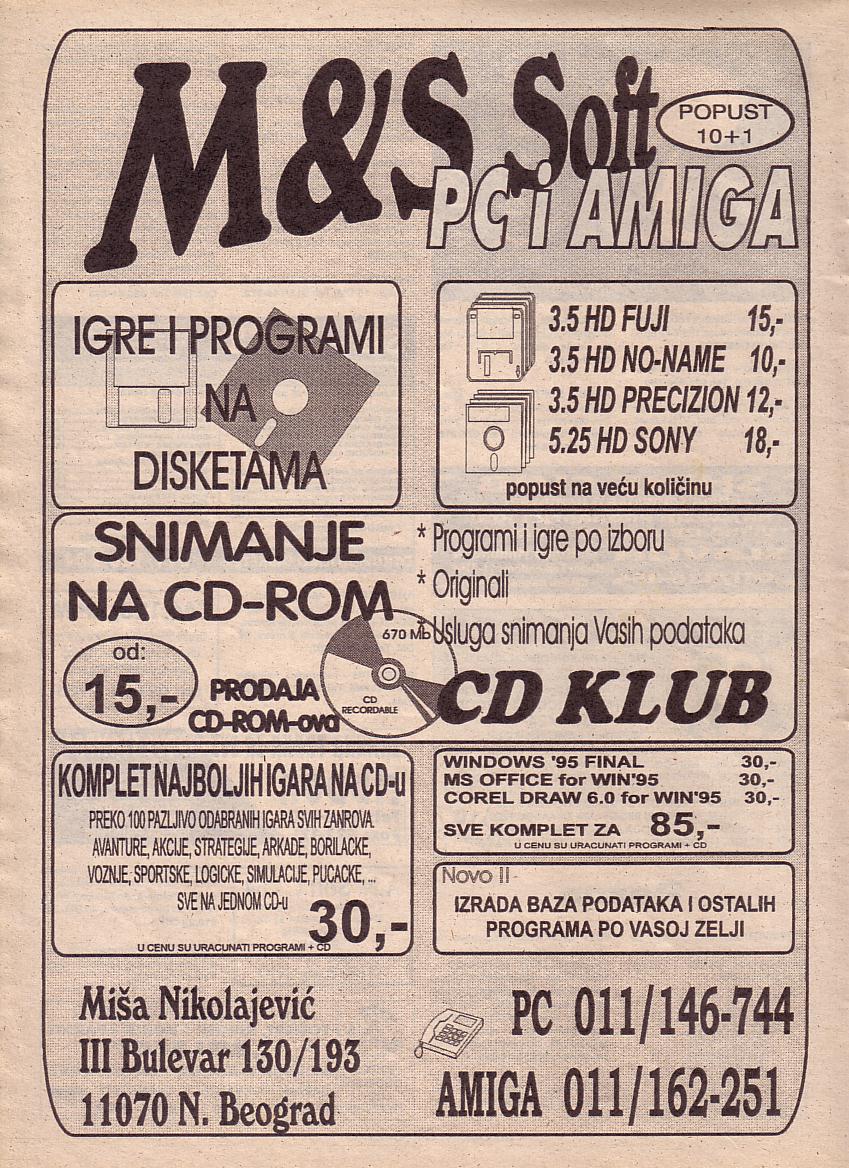 M&S Soft
POPUST
10+1
PC i AMIGA
IGRE I PROGRAMI
NA
DISKETAMA
3.5 HD FUJI 15,-
3.5 HD NO-NAME 10,-
3.5 HD PRECIZION 12,-
5.25 HD SONY 18,-
popust na veću količinu
SNIMANJE
NA CD-ROM
od:
15,-
PRODAJA
CD-ROM-ova
670 Mb
CD
RECORDABLE
* Programi i igre po izboru
* Originali
* Usluga snimanja Vasih podataka
CD KLUB
KOMPLET NAJBOLJIH IGARA NA CD-u
PREKO 100 PAZLJIVO ODABRANIH IGARA SVIH ZANROVA
AVANTURE, AKCIJE, STRATEGIJE, ARKADE, BORILACKE,
VOZNJE, SPORTSKE, LOGICKE, SIMULACIJE, PUCACKE, ...
SVE NA JEDNOM CD-u
30,-
U CENU SU URACUNATI PROGRAMI + CD
WINDOWS '95 FINAL 30,-
MS OFFICE for WIN'95 30,-
COREL DRAW 6.0 for WIN'95 30,-
SVE KOMPLET ZA 85,-
U CENU SU URACUNATI PROGRAMI + CD
Novo !!
IZRADA BAZA PODATAKA I OSTALIH
PROGRAMA PO VASOJ ZELJI
Miša Nikolajević
III Bulevar 130/193
11070 N. Beograd
PC 011/146-744
AMIGA 011/162-251